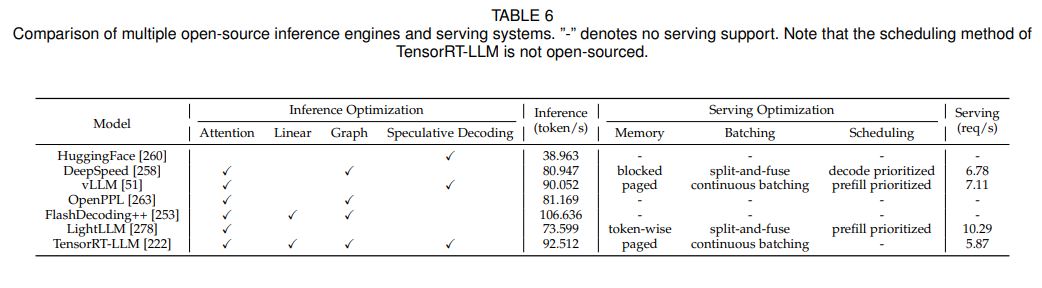 TABLE 6
Comparison of multiple open-source inference engines and serving systems. ”-” denotes no serving support. Note that the scheduling method of
TensorRT-LLM is not open-sourced.
Model | Inference Optimization | Inference (token/s) | Serving Optimization | Serving (req/s)
Attention Linear Graph Speculative Decoding | Memory Batching Scheduling
HuggingFace [260] | ✓ | 38.963 | - - - | -
DeepSpeed [258] | ✓ ✓ | 80.947 | blocked split-and-fuse decode prioritized | 6.78
vLLM [51] | ✓ ✓ | 90.052 | paged continuous batching prefill prioritized | 7.11
OpenPPL [263] | ✓ ✓ | 81.169 | - - - | -
FlashDecoding++ [253] | ✓ ✓ ✓ | 106.636 | - - - | -
LightLLM [278] | ✓ | 73.599 | token-wise split-and-fuse prefill prioritized | 10.29
TensorRT-LLM [222] | ✓ ✓ ✓ ✓ | 92.512 | paged continuous batching - | 5.87